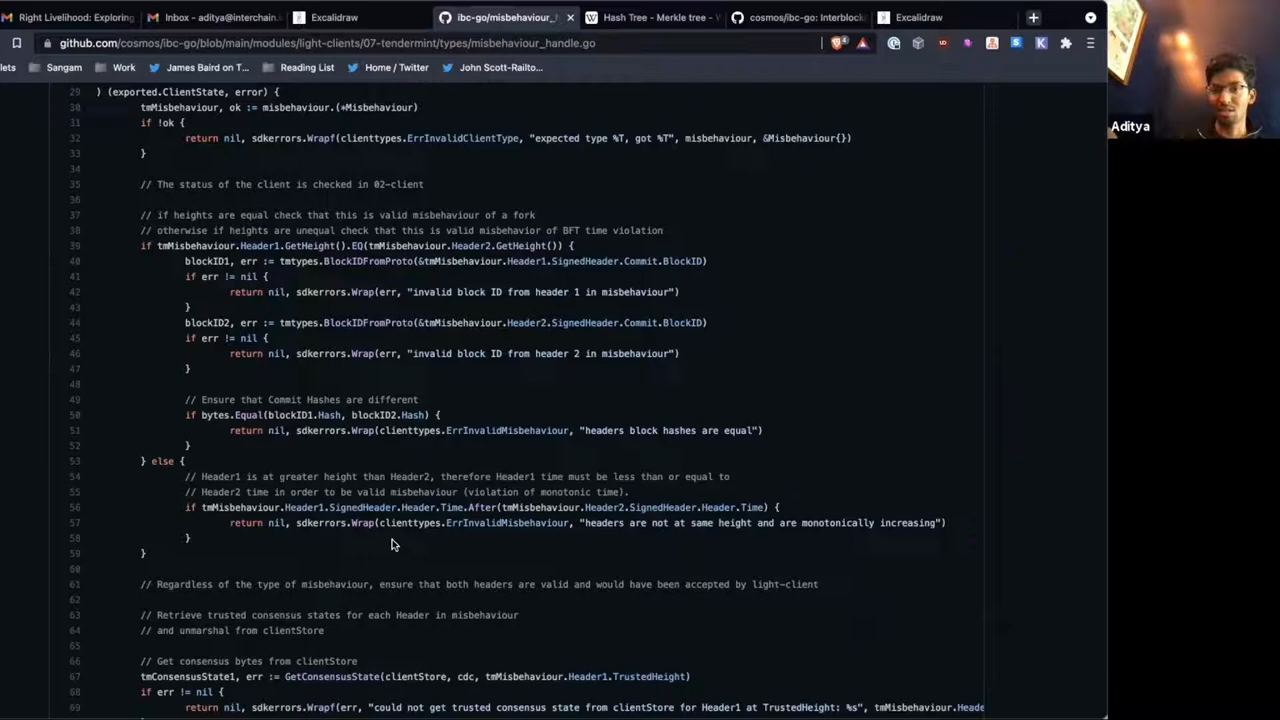 Right Livelihood: Exploring
Inbox - aditya@interchain.i
Excalidraw
ibc-go/misbehaviour_h
Hash Tree - Merkle tree -
cosmos/ibc-go: Interblock
Excalidraw
github.com/cosmos/ibc-go/blob/main/modules/light-clients/07-tendermint/types/misbehaviour_handle.go
lets Sangam Work James Baird on T... Reading List Home / Twitter John Scott-Railto...
Aditya
29 ) (exported.ClientState, error) {
30 tmMisbehaviour, ok := misbehaviour.(*Misbehaviour)
31 if !ok {
32 return nil, sdkerrors.Wrapf(clienttypes.ErrInvalidClientType, "expected type %T, got %T", misbehaviour, &Misbehaviour{})
33 }
34
35 // The status of the client is checked in 02-client
36
37 // if heights are equal check that this is valid misbehaviour of a fork
38 // otherwise if heights are unequal check that this is valid misbehavior of BFT time violation
39 if tmMisbehaviour.Header1.GetHeight().EQ(tmMisbehaviour.Header2.GetHeight()) {
40 blockID1, err := tmtypes.BlockIDFromProto(&tmMisbehaviour.Header1.SignedHeader.Commit.BlockID)
41 if err != nil {
42 return nil, sdkerrors.Wrap(err, "invalid block ID from header 1 in misbehaviour")
43 }
44 blockID2, err := tmtypes.BlockIDFromProto(&tmMisbehaviour.Header2.SignedHeader.Commit.BlockID)
45 if err != nil {
46 return nil, sdkerrors.Wrap(err, "invalid block ID from header 2 in misbehaviour")
47 }
48
49 // Ensure that Commit Hashes are different
50 if bytes.Equal(blockID1.Hash, blockID2.Hash) {
51 return nil, sdkerrors.Wrap(clienttypes.ErrInvalidMisbehaviour, "headers block hashes are equal")
52 }
53 } else {
54 // Header1 is at greater height than Header2, therefore Header1 time must be less than or equal to
55 // Header2 time in order to be valid misbehaviour (violation of monotonic time).
56 if tmMisbehaviour.Header1.SignedHeader.Header.Time.After(tmMisbehaviour.Header2.SignedHeader.Header.Time) {
57 return nil, sdkerrors.Wrap(clienttypes.ErrInvalidMisbehaviour, "headers are not at same height and are monotonically increasing")
58 }
59 }
60
61 // Regardless of the type of misbehaviour, ensure that both headers are valid and would have been accepted by light-client
62
63 // Retrieve trusted consensus states for each Header in misbehaviour
64 // and unmarshal from clientStore
65
66 // Get consensus bytes from clientStore
67 tmConsensusState1, err := GetConsensusState(clientStore, cdc, tmMisbehaviour.Header1.TrustedHeight)
68 if err != nil {
69 return nil, sdkerrors.Wrapf(err, "could not get trusted consensus state from clientStore for Header1 at TrustedHeight: %s", tmMisbehaviour.Heade